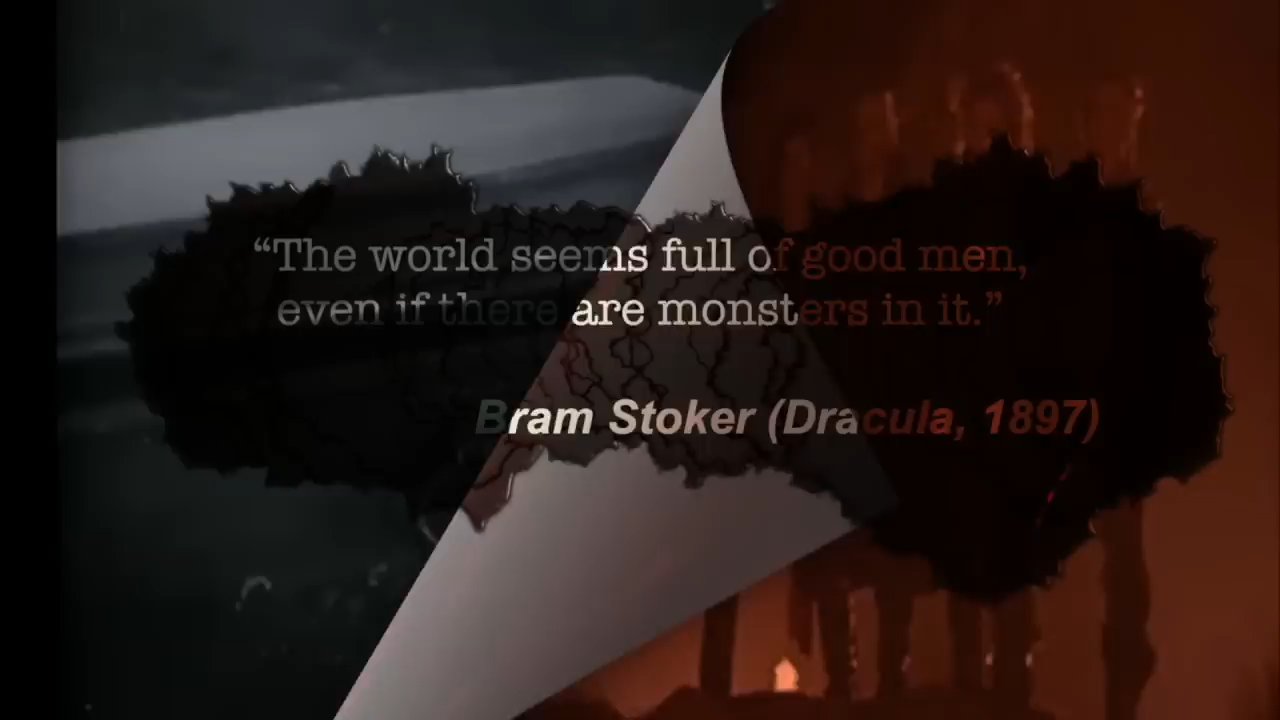 “The world seems full of good men,
even if there are monsters in it.”
Bram Stoker (Dracula, 1897)